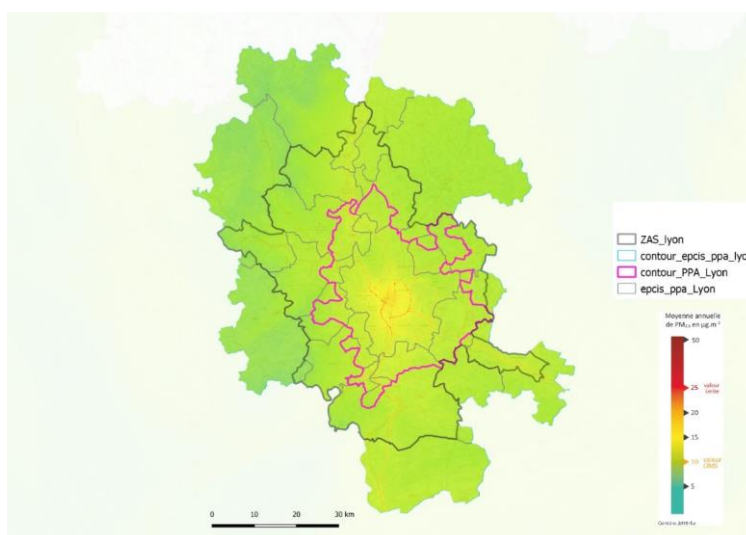 ZAS_lyon
contour_epcis_ppa_lyo
contour_PPA_Lyon
epcis_ppa_Lyon
Moyenne annuelle
de PM2.5 en µg.m-3
50
25 valeur
limite
20
15
10 valeur
OMS
5
0 10 20 30 km